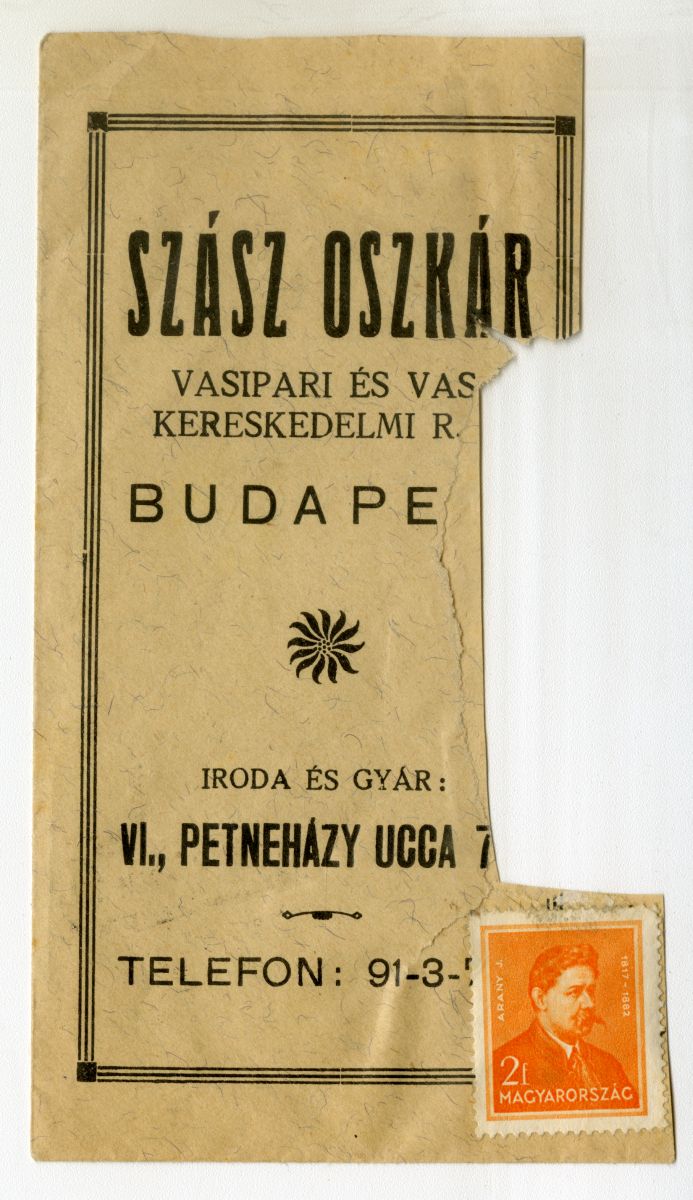 SZÁSZ OSZKÁR
VASIPARI ÉS VAS
KERESKEDELMI R.
BUDAPE
IRODA ÉS GYÁR:
VI., PETNEHÁZY UCCA 7
TELEFON: 91-3-
ARANY J.
1817-1882
2f
MAGYARORSZÁG